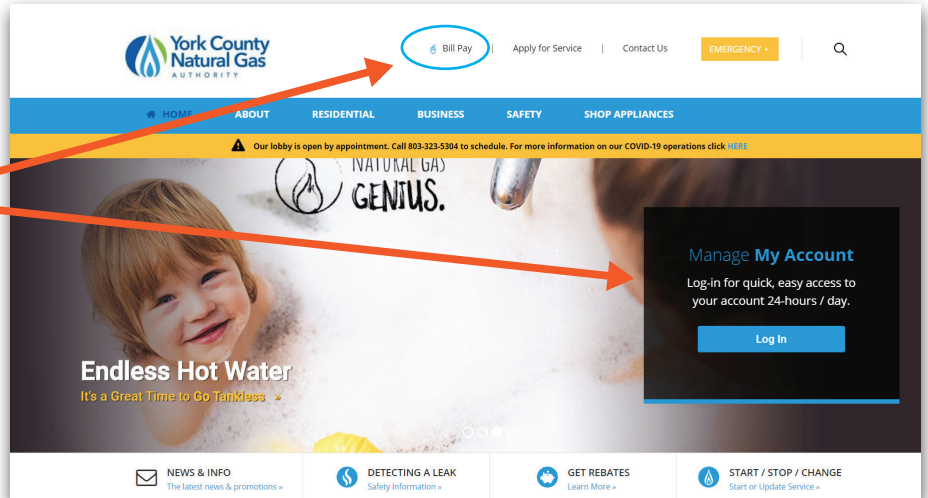 York County
Natural Gas
AUTHORITY
Bill Pay | Apply for Service | Contact Us
EMERGENCY
HOME ABOUT RESIDENTIAL BUSINESS SAFETY SHOP APPLIANCES
Our lobby is open by appointment. Call 803-323-5304 to schedule. For more information on our COVID-19 operations click HERE
NATURAL GAS
GENIUS.
Manage My Account
Log-in for quick, easy access to
your account 24-hours / day.
Log In
Endless Hot Water
It's a Great Time to Go Tankless »
NEWS & INFO
The latest news & promotions »
DETECTING A LEAK
Safety Information »
GET REBATES
Learn More »
START / STOP / CHANGE
Start or Update Service »